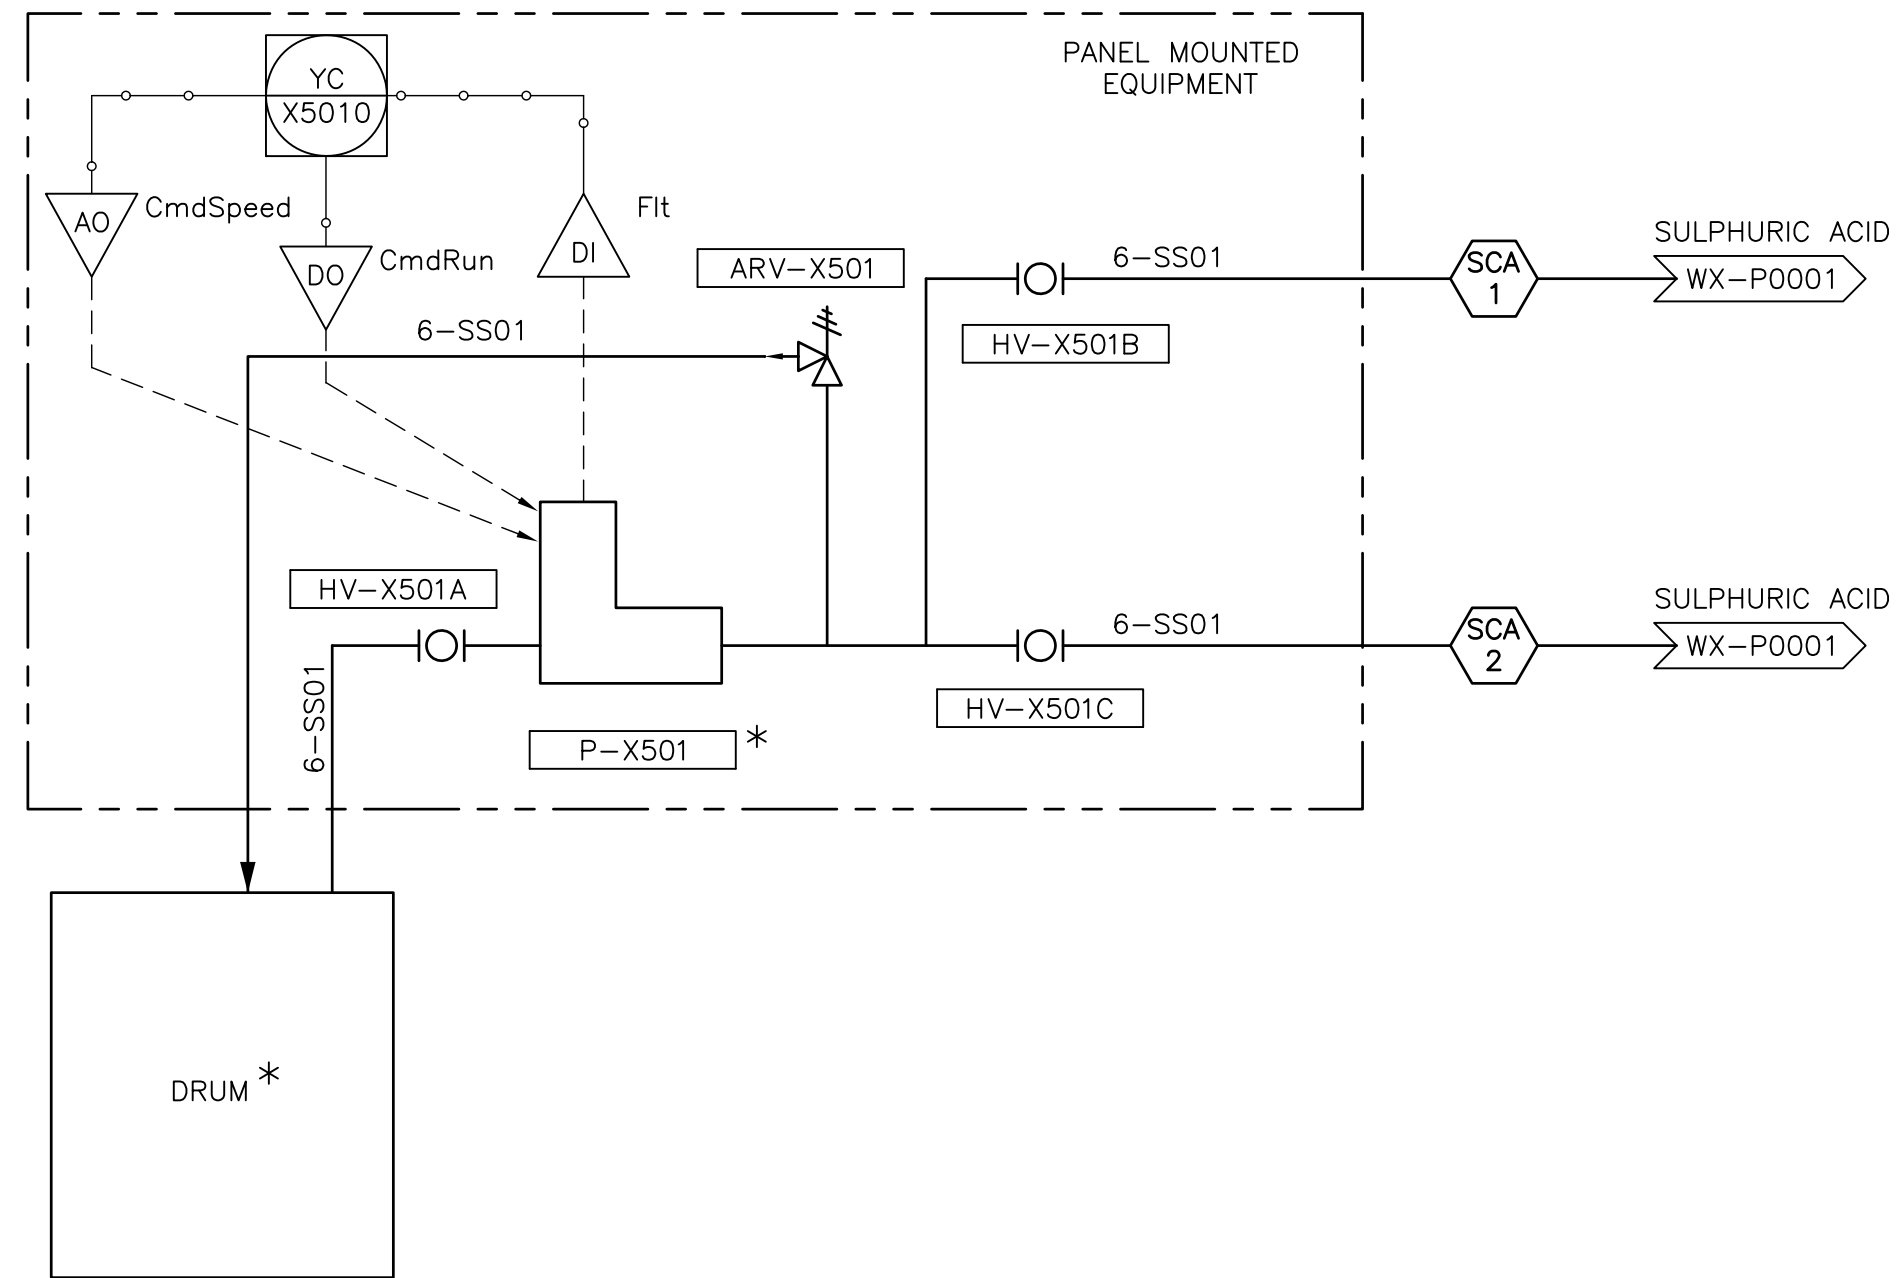 PANEL MOUNTED
EQUIPMENT
YC
X5010
AO
CmdSpeed
DO
CmdRun
DI
Flt
ARV-X501
6-SS01
6-SS01
HV-X501B
SCA
1
SULPHURIC ACID
WX-P0001
HV-X501A
6-SS01
P-X501 *
6-SS01
HV-X501C
SCA
2
SULPHURIC ACID
WX-P0001
DRUM *